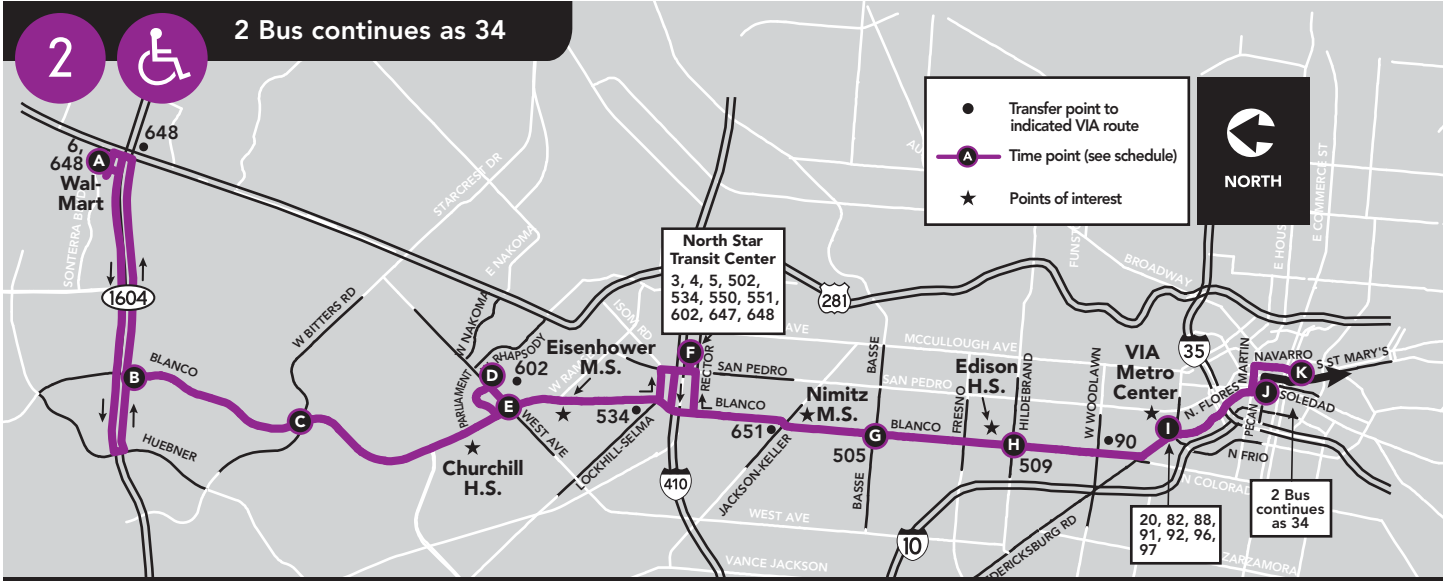 2
2 Bus continues as 34
Transfer point to
indicated VIA route
A
Time point (see schedule)
Points of interest
NORTH
648
6,
648
A
Wal-
Mart
1604
STARCREST DR
E NAKOMA
W NAKOMA
W BITTERS RD
B
BLANCO
HUEBNER
C
PARLIAMENT
RHAPSODY
D
602
E
WEST AVE
Churchill
H.S.
Eisenhower
M.S.
ISOM RD
534
LOCKHILL-SELMA
North Star
Transit Center
3, 4, 5, 502,
534, 550, 551,
602, 647, 648
F
RECTOR
SAN PEDRO
BLANCO
410
651
JACKSON-KELLER
Nimitz
M.S.
281
AVE
MCCULLOUGH AVE
SAN PEDRO
BASSE
G
505
BASSE
BLANCO
WEST AVE
VANCE JACKSON
10
FRESNO
Edison
H.S.
HILDEBRAND
H
509
W WOODLAWN
90
BROADWAY
VIA
Metro
Center
35
I
N. FLORES
MARTIN
NAVARRO
S ST MARY'S
K
J
SOLEDAD
PECAN
N FRIO
E COMMERCE ST
20, 82, 88,
91, 92, 96,
97
2 Bus
continues
as 34
ZARZAMORA